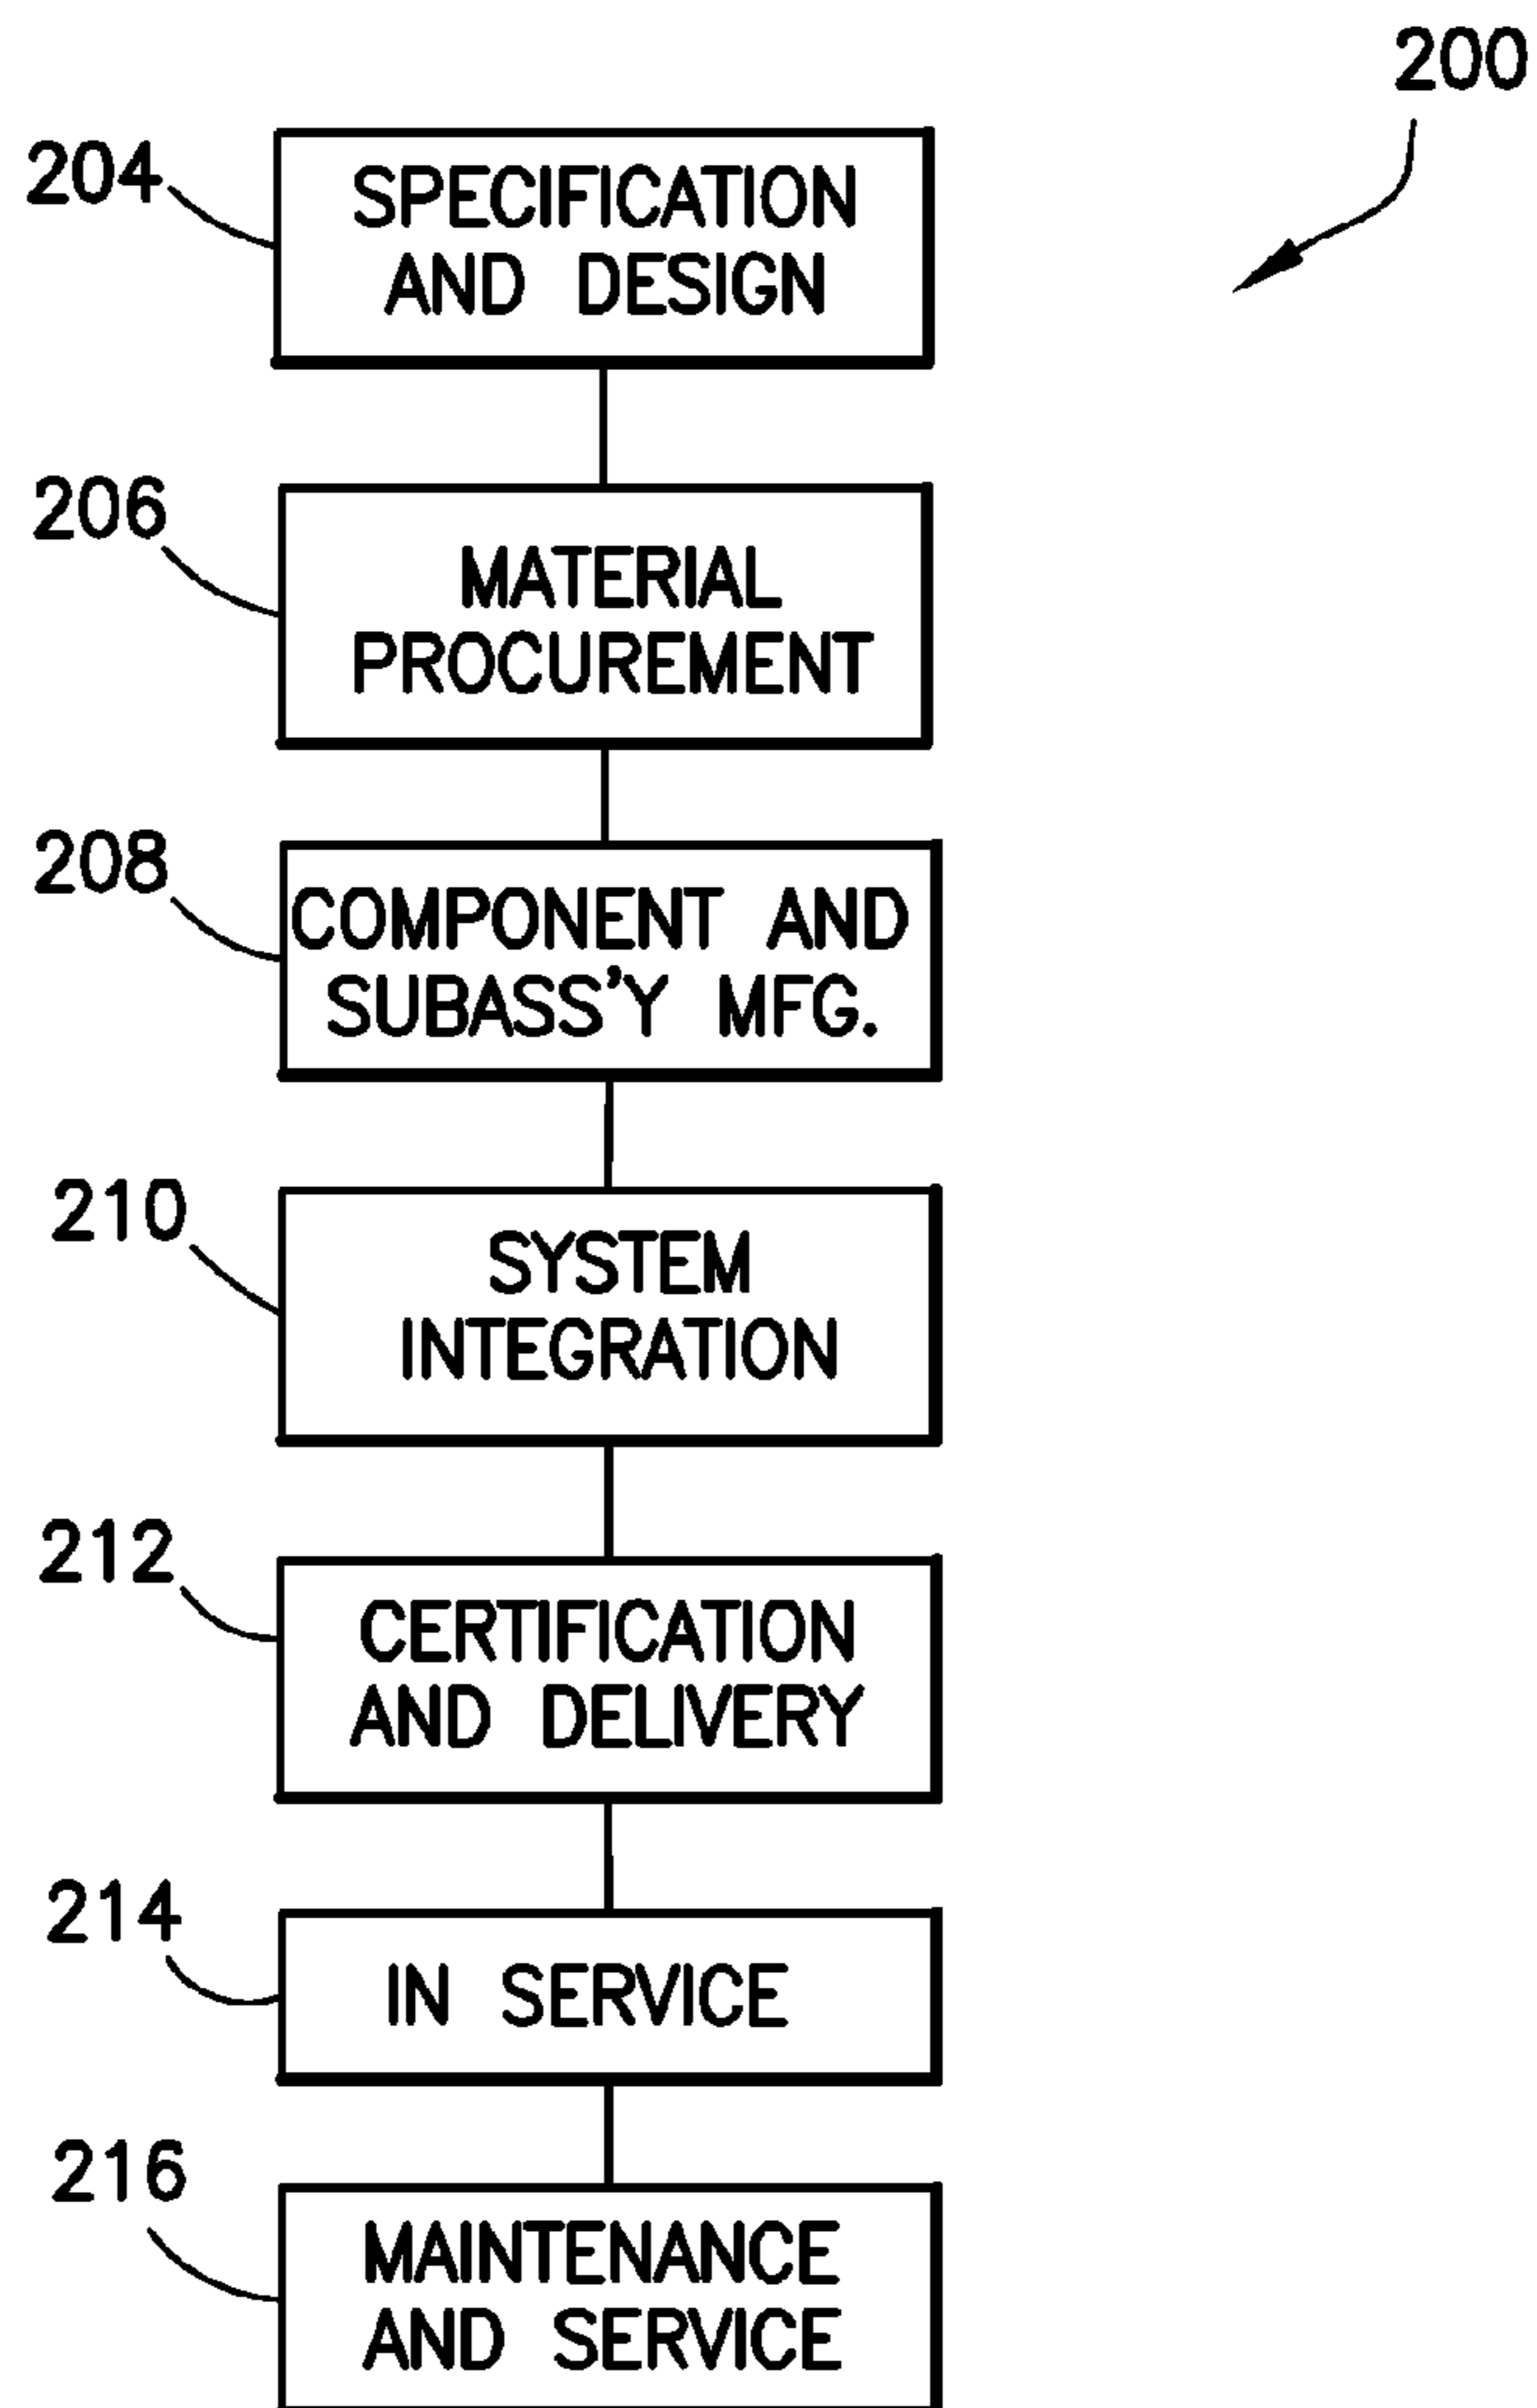 200
204
SPECIFICATION
AND DESIGN
206
MATERIAL
PROCUREMENT
208
COMPONENT AND
SUBASS'Y MFG.
210
SYSTEM
INTEGRATION
212
CERTIFICATION
AND DELIVERY
214
IN SERVICE
216
MAINTENANCE
AND SERVICE